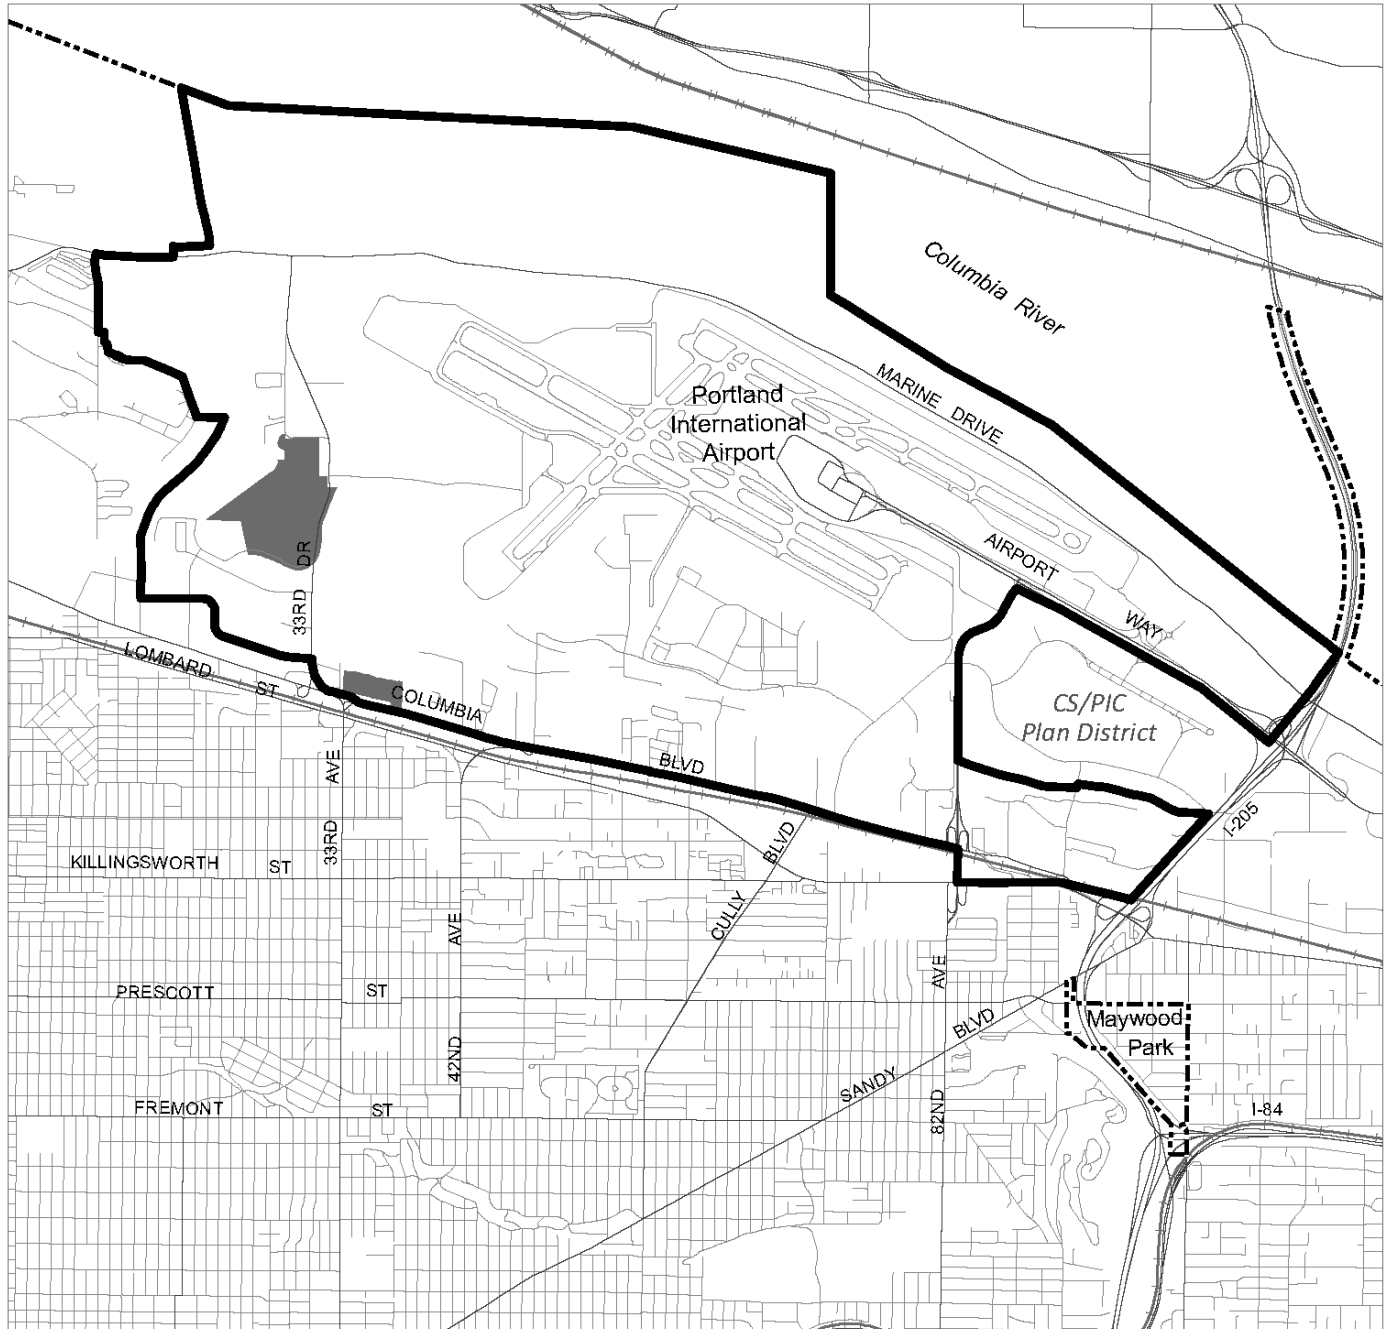 Columbia River
MARINE DRIVE
Portland
International
Airport
AIRPORT
WAY
33RD
DR
LOMBARD
ST
COLUMBIA
BLVD
CS/PIC
Plan District
I-205
33RD
AVE
KILLINGSWORTH
ST
CULLY
BLVD
42ND
AVE
82ND
AVE
PRESCOTT
ST
SANDY
BLVD
Maywood
Park
FREMONT
ST
I-84